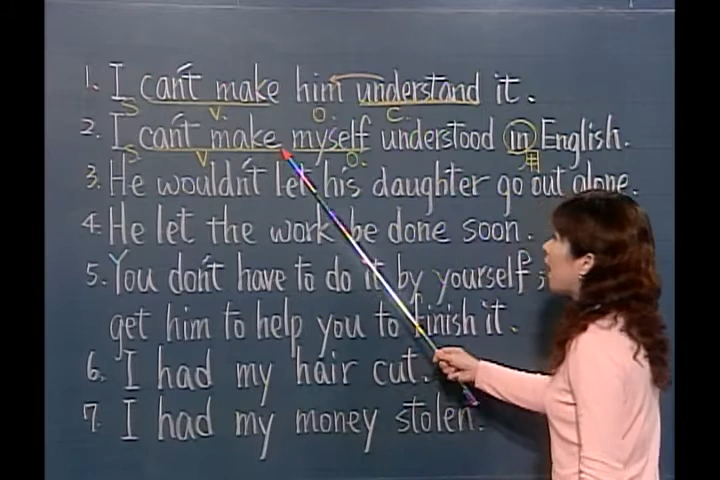 1. I can't make him understand it.
S V. O. C.
2. I can't make myself understood in English.
S V O. 用
3. He wouldn't let his daughter go out alone.
4. He let the work be done soon.
5. You don't have to do it by yourself;
get him to help you to finish it.
6. I had my hair cut.
7. I had my money stolen.